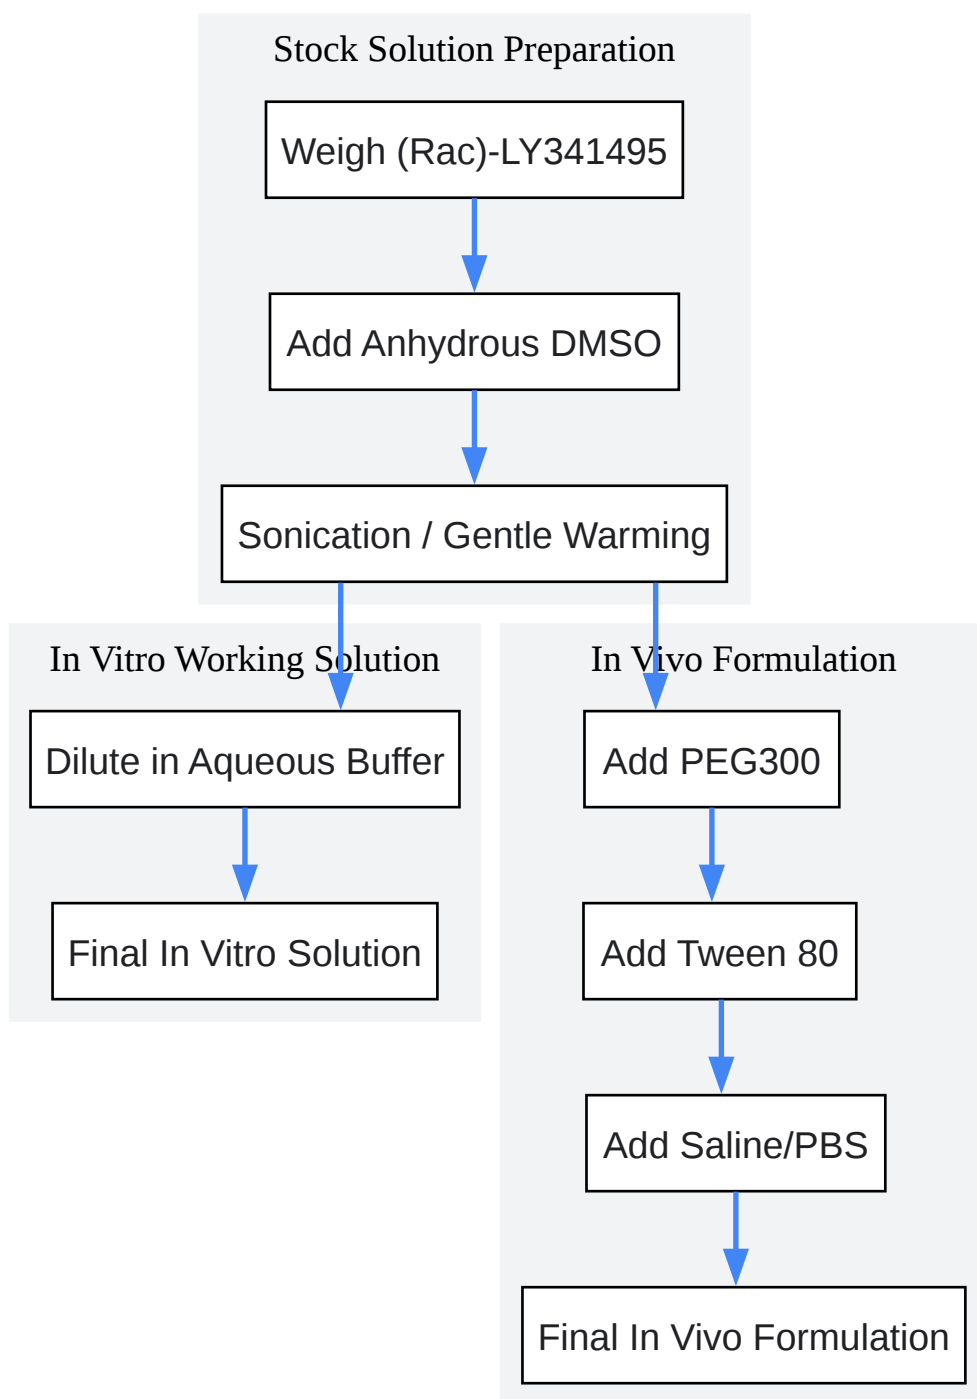 Stock Solution Preparation
Weigh (Rac)-LY341495
Add Anhydrous DMSO
Sonication / Gentle Warming
In Vitro Working Solution
Dilute in Aqueous Buffer
Final In Vitro Solution
In Vivo Formulation
Add PEG300
Add Tween 80
Add Saline/PBS
Final In Vivo Formulation